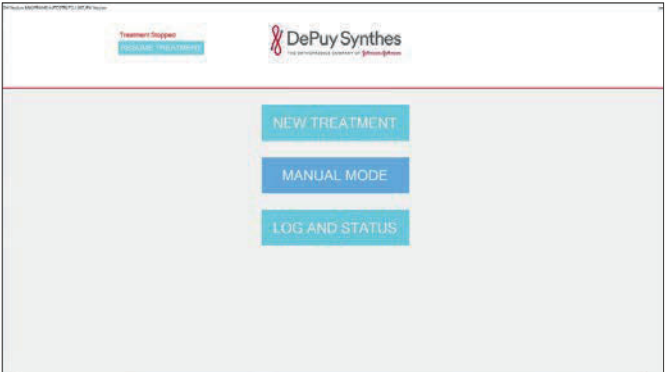 Treatment Stopped
RESUME TREATMENT
DePuy Synthes
THE ORTHOPAEDICS COMPANY OF Johnson & Johnson
NEW TREATMENT
MANUAL MODE
LOG AND STATUS